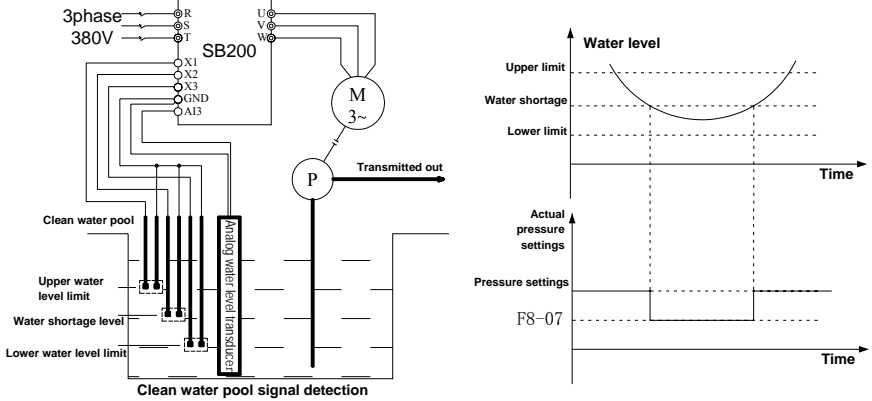 3phase
380V
R
S
T
SB200
U
V
W
X1
X2
X3
GND
AI3
M
3~
P
Transmitted out
Clean water pool
Analog water level transducer
Upper water
level limit
Water shortage level
Lower water level limit
Clean water pool signal detection
Water level
Upper limit
Water shortage
Lower limit
Time
Actual
pressure
settings
Pressure settings
F8-07
Time